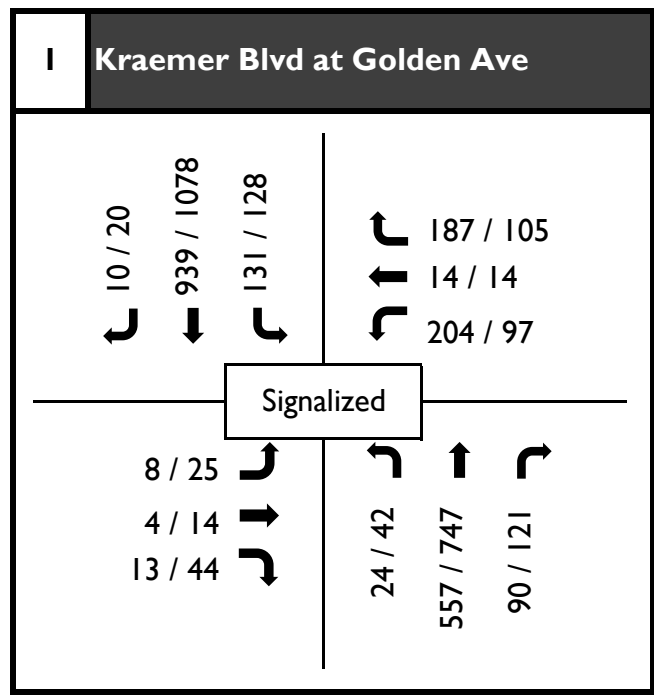 1 Kraemer Blvd at Golden Ave
10 / 20
939 / 1078
131 / 128
187 / 105
14 / 14
204 / 97
Signalized
8 / 25
4 / 14
13 / 44
24 / 42
557 / 747
90 / 121